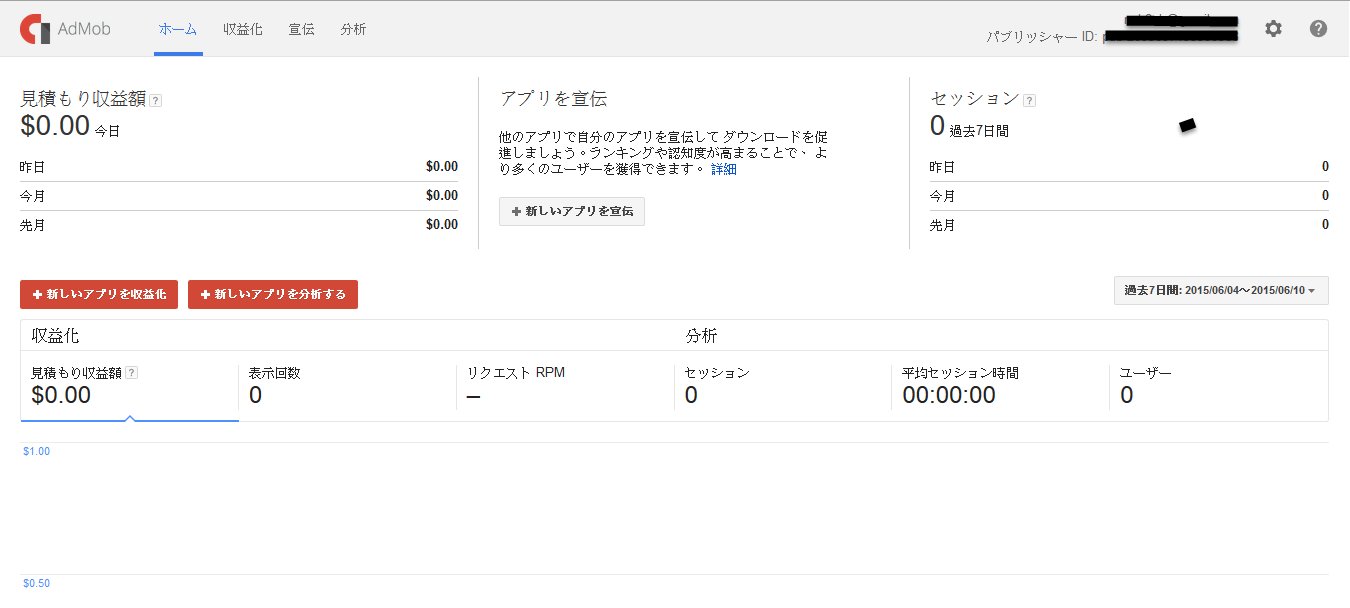 AdMob
ホーム 収益化 宣伝 分析
パブリッシャー ID:
見積もり収益額 ?
$0.00 今日
昨日 $0.00
今月 $0.00
先月 $0.00
アプリを宣伝
他のアプリで自分のアプリを宣伝して ダウンロードを促
進しましょう。ランキングや認知度が高まることで、 よ
り多くのユーザーを獲得できます。 詳細
+ 新しいアプリを宣伝
セッション ?
0 過去7日間
昨日 0
今月 0
先月 0
+ 新しいアプリを収益化
+ 新しいアプリを分析する
過去7日間: 2015/06/04～2015/06/10
収益化 分析
見積もり収益額 ? 表示回数 リクエスト RPM セッション 平均セッション時間 ユーザー
$0.00 0 – 0 00:00:00 0
$1.00
$0.50